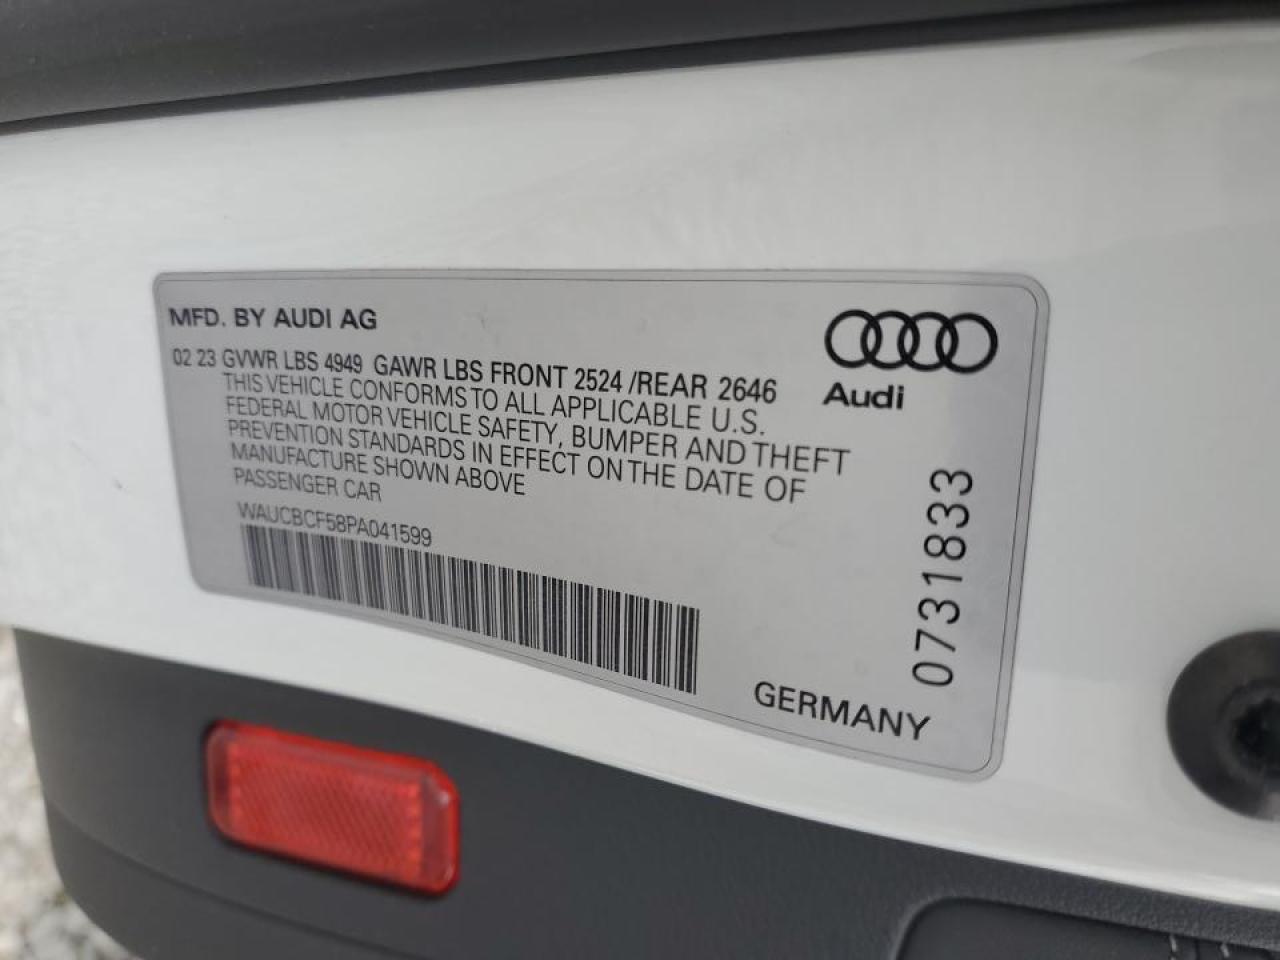 MFD. BY AUDI AG
02 23 GVWR LBS 4949 GAWR LBS FRONT 2524 /REAR 2646
THIS VEHICLE CONFORMS TO ALL APPLICABLE U.S.
FEDERAL MOTOR VEHICLE SAFETY, BUMPER AND THEFT
PREVENTION STANDARDS IN EFFECT ON THE DATE OF
MANUFACTURE SHOWN ABOVE
PASSENGER CAR
WAUCBCF58PA041599
Audi
0731833
GERMANY